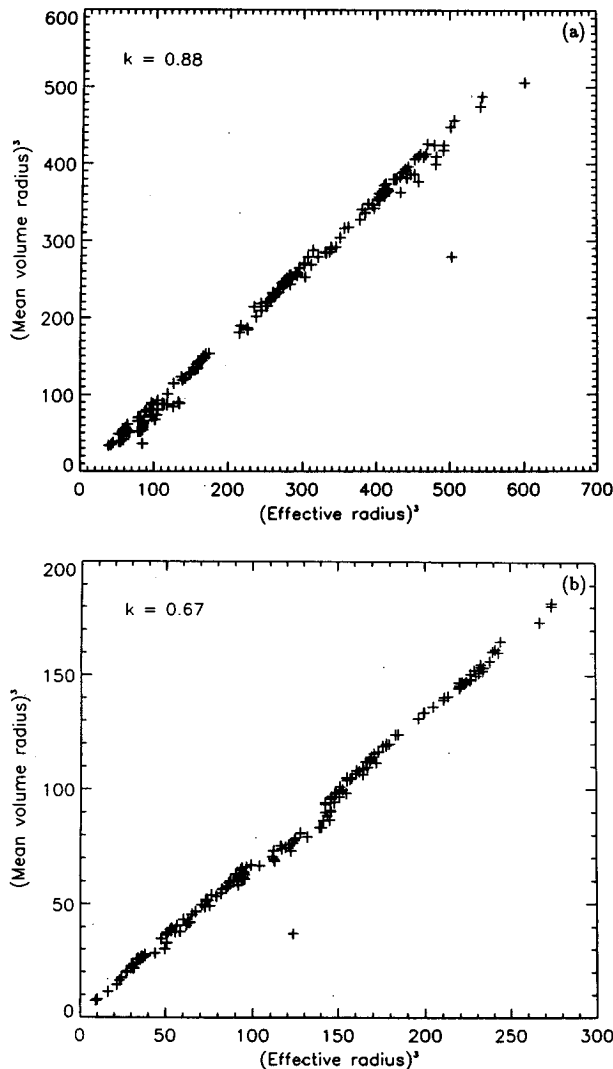 (a)
k = 0.88
600
500
400
300
200
100
0
(Mean volume radius)³
0 100 200 300 400 500 600 700
(Effective radius)³
(b)
k = 0.67
200
150
100
50
0
(Mean volume radius)³
0 50 100 150 200 250 300
(Effective radius)³